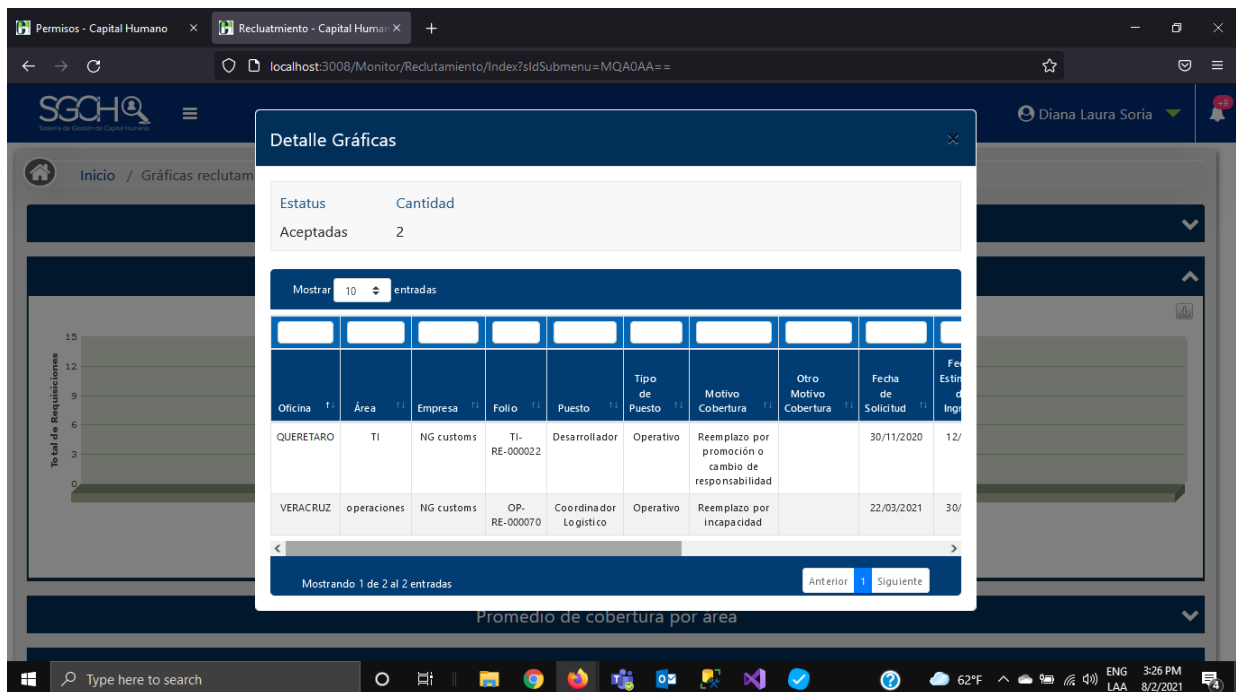 Permisos - Capital Humano
Recluatmiento - Capital Human
localhost:3008/Monitor/Reclutamiento/Index?sIdSubmenu=MQA0AA==
SGCH
Sistema de Gestión de Capital Humano
Diana Laura Soria
+9
Inicio / Gráficas reclutam
Detalle Gráficas
Estatus Cantidad
Aceptadas 2
Mostrar 10 entradas
Oficina Área Empresa Folio Puesto Tipo de Puesto Motivo Cobertura Otro Motivo Cobertura Fecha de Solicitud
QUERETARO TI NG customs TI-RE-000022 Desarrollador Operativo Reemplazo por promoción o cambio de responsabilidad 30/11/2020 12/
VERACRUZ operaciones NG customs OP-RE-000070 Coordinador Logistico Operativo Reemplazo por incapacidad 22/03/2021 30/
Mostrando 1 de 2 al 2 entradas
Anterior 1 Siguiente
Total de Requisiciones
15
12
9
6
3
0
Promedio de cobertura por área
Type here to search
62°F
ENG
LAA
3:26 PM
8/2/2021
4